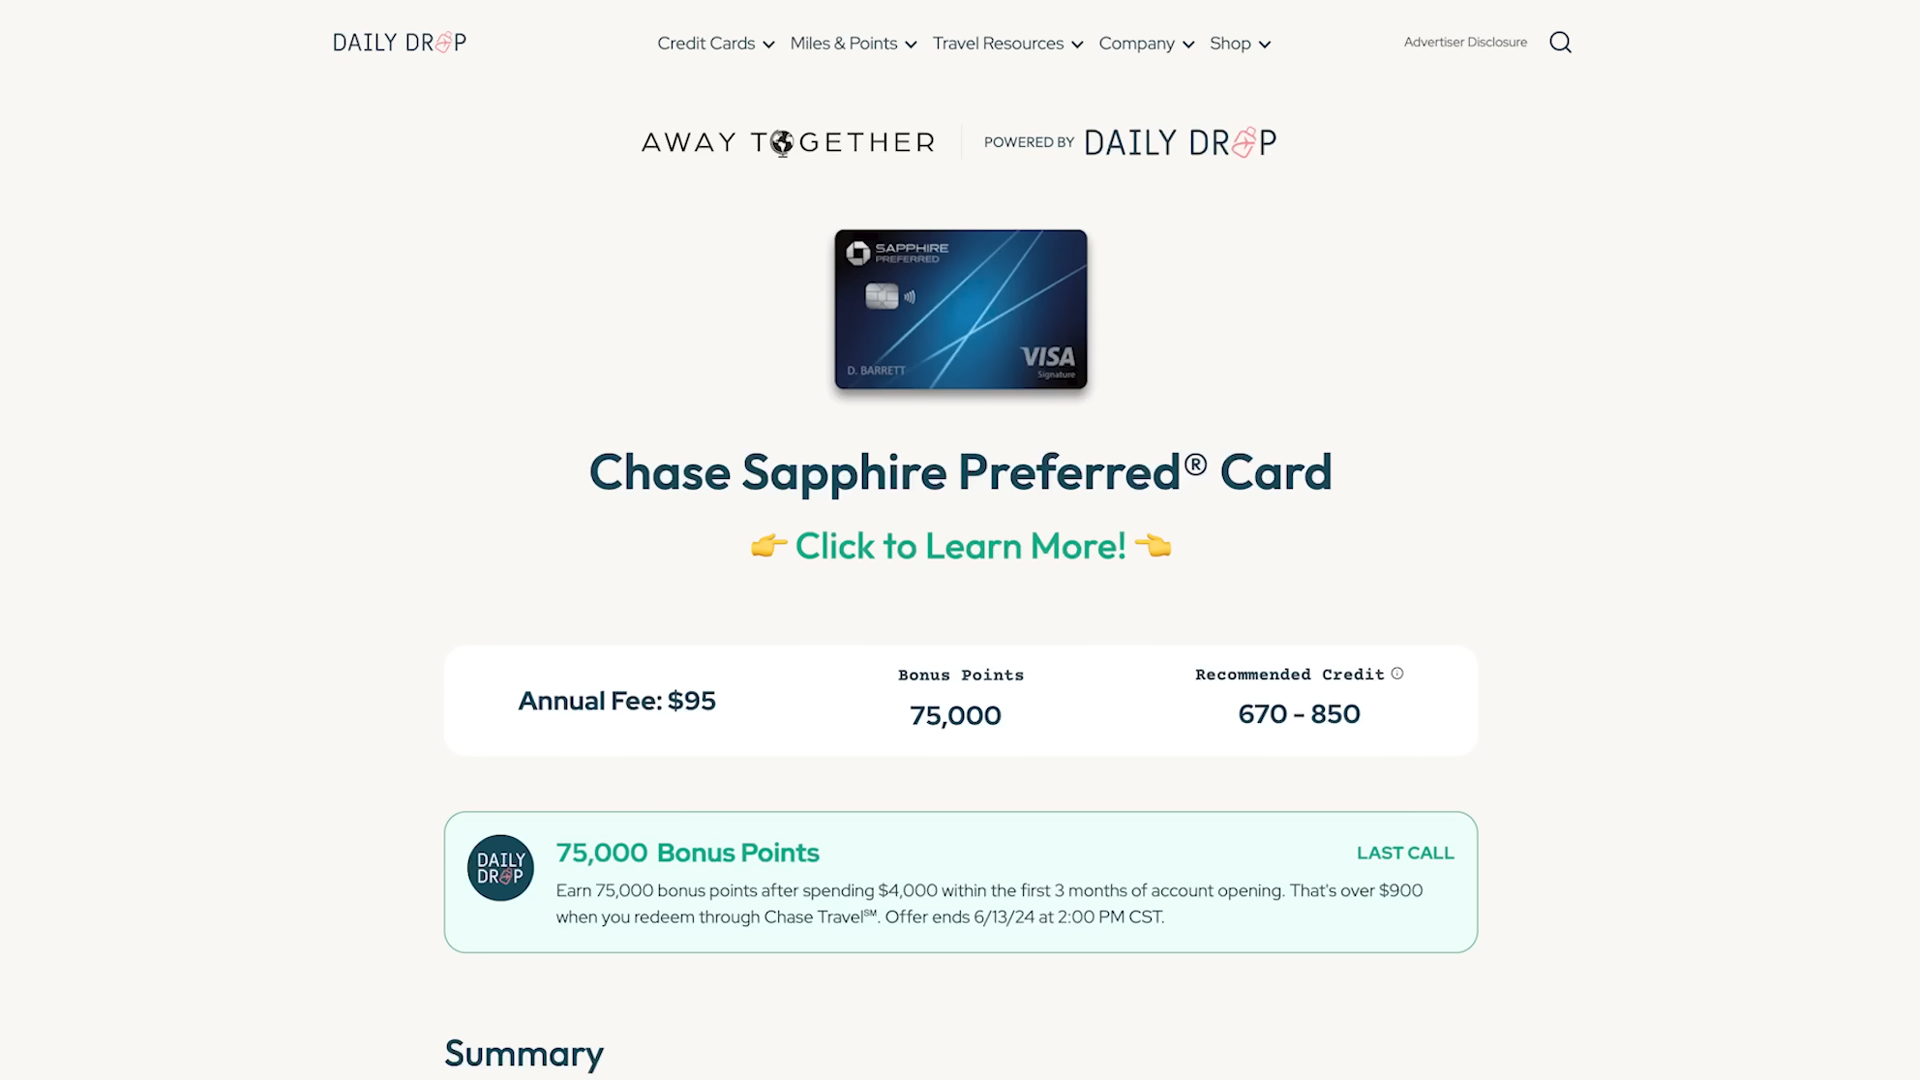 DAILY DROP
Credit Cards
Miles & Points
Travel Resources
Company
Shop
Advertiser Disclosure
AWAY TOGETHER
POWERED BY DAILY DROP
SAPPHIRE
PREFERRED
D. BARRETT
VISA
Signature
Chase Sapphire Preferred® Card
👉 Click to Learn More! 👈
Annual Fee: $95
Bonus Points
75,000
Recommended Credit
670 - 850
DAILY
DROP
75,000 Bonus Points
LAST CALL
Earn 75,000 bonus points after spending $4,000 within the first 3 months of account opening. That's over $900
when you redeem through Chase Travel℠. Offer ends 6/13/24 at 2:00 PM CST.
Summary